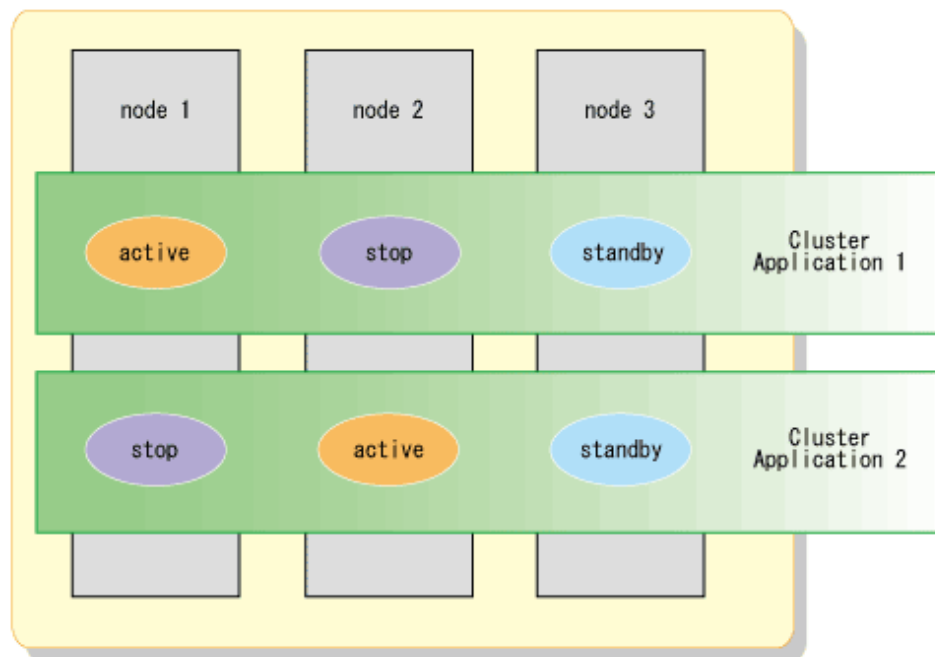 node 1
node 2
node 3
active
stop
standby
Cluster
Application 1
stop
active
standby
Cluster
Application 2